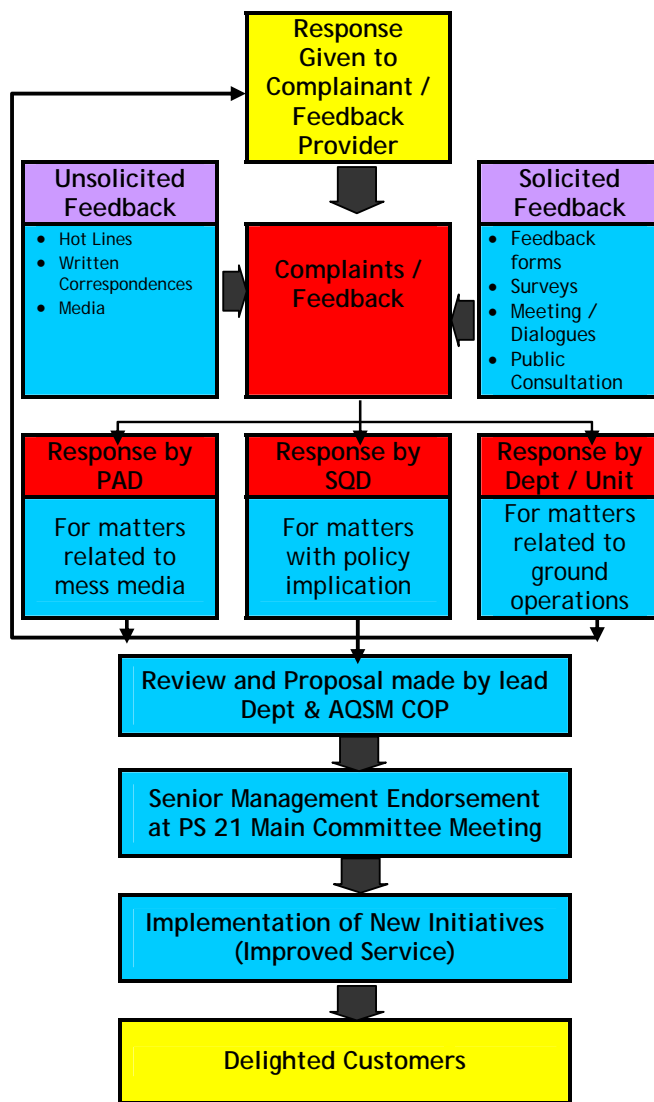 Response
Given to
Complainant /
Feedback
Provider
Unsolicited
Feedback
• Hot Lines
• Written
Correspondences
• Media
Complaints /
Feedback
Solicited
Feedback
• Feedback
forms
• Surveys
• Meeting /
Dialogues
• Public
Consultation
Response by
PAD
For matters
related to
mess media
Response by
SQD
For matters
with policy
implication
Response by
Dept / Unit
For matters
related to
ground
operations
Review and Proposal made by lead
Dept & AQSM COP
Senior Management Endorsement
at PS 21 Main Committee Meeting
Implementation of New Initiatives
(Improved Service)
Delighted Customers